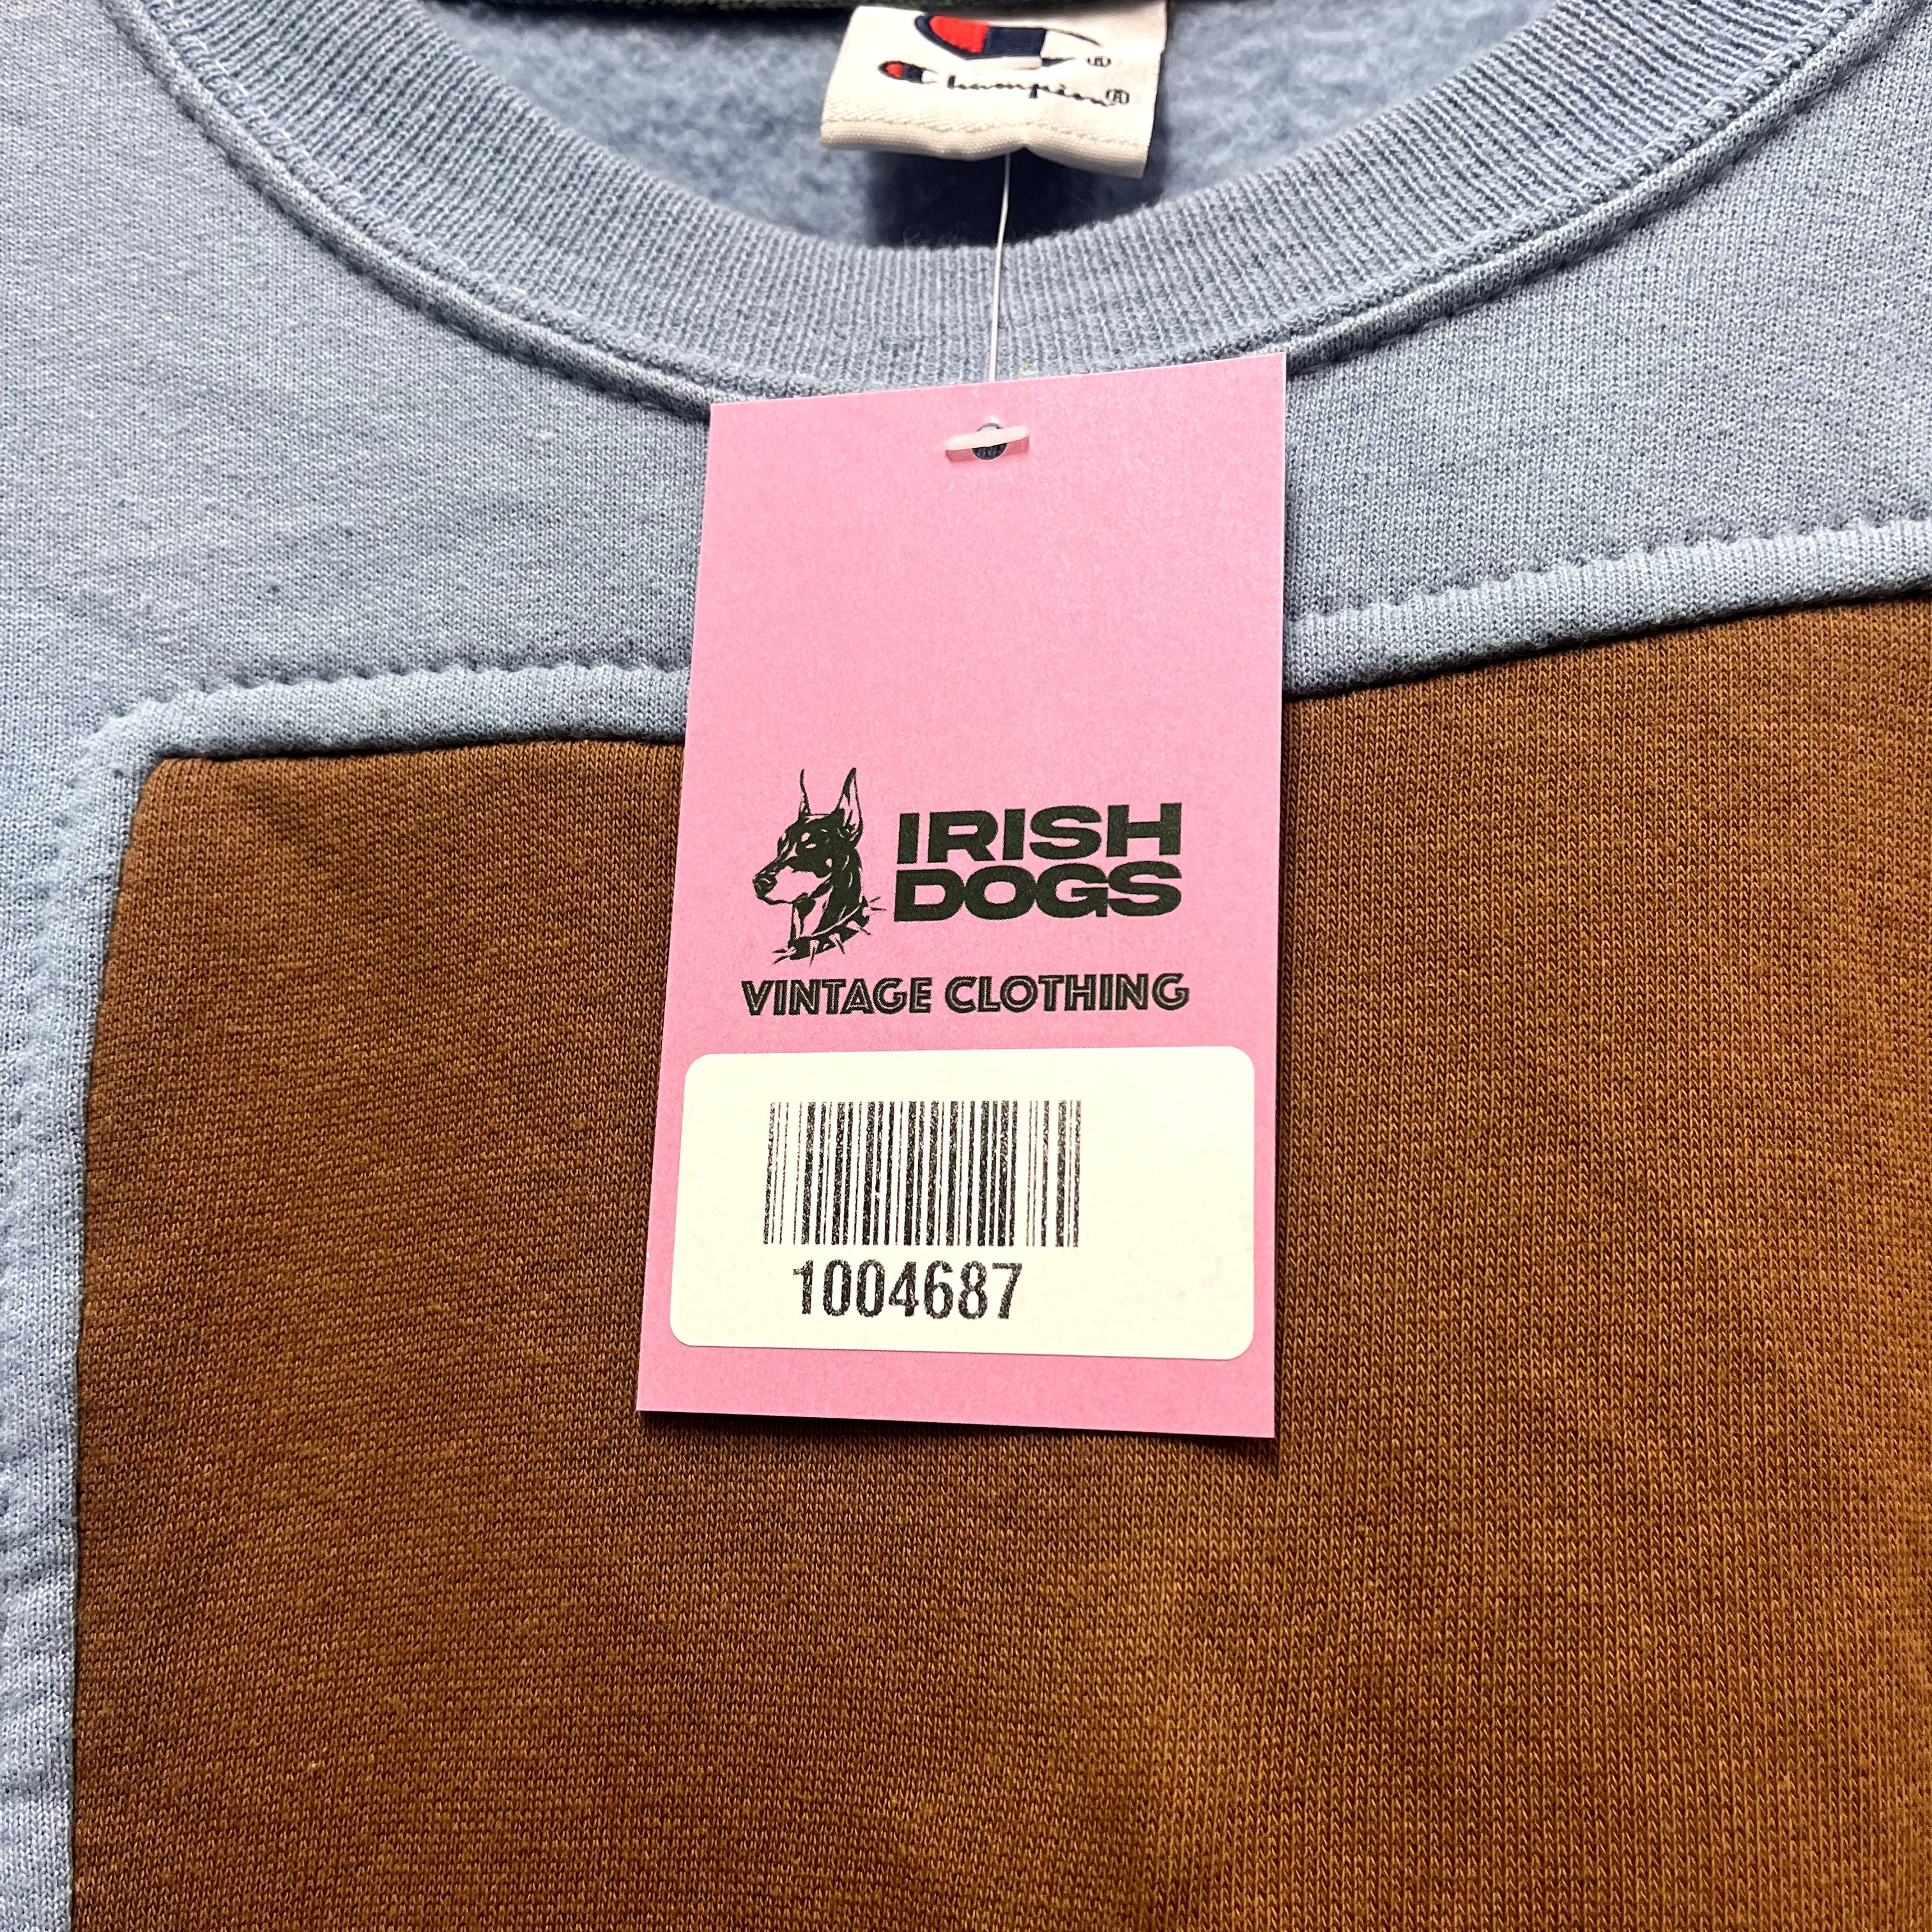 Champion®
IRISH
DOGS
VINTAGE CLOTHING
1004687